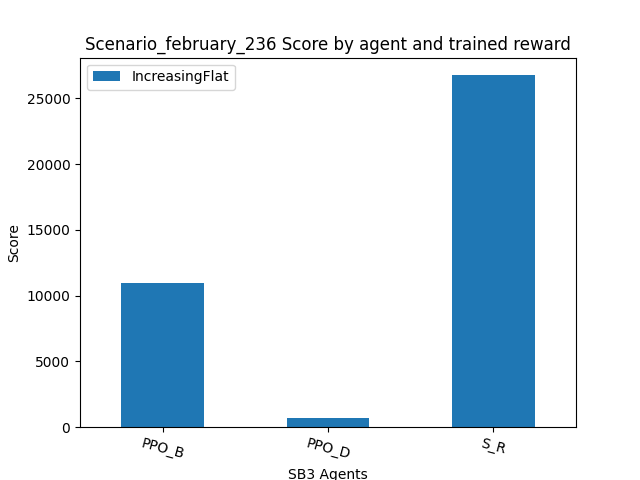 Scenario_february_236 Score by agent and trained reward
IncreasingFlat
25000
20000
15000
10000
5000
0
Score
PPO_B
PPO_D
S_R
SB3 Agents